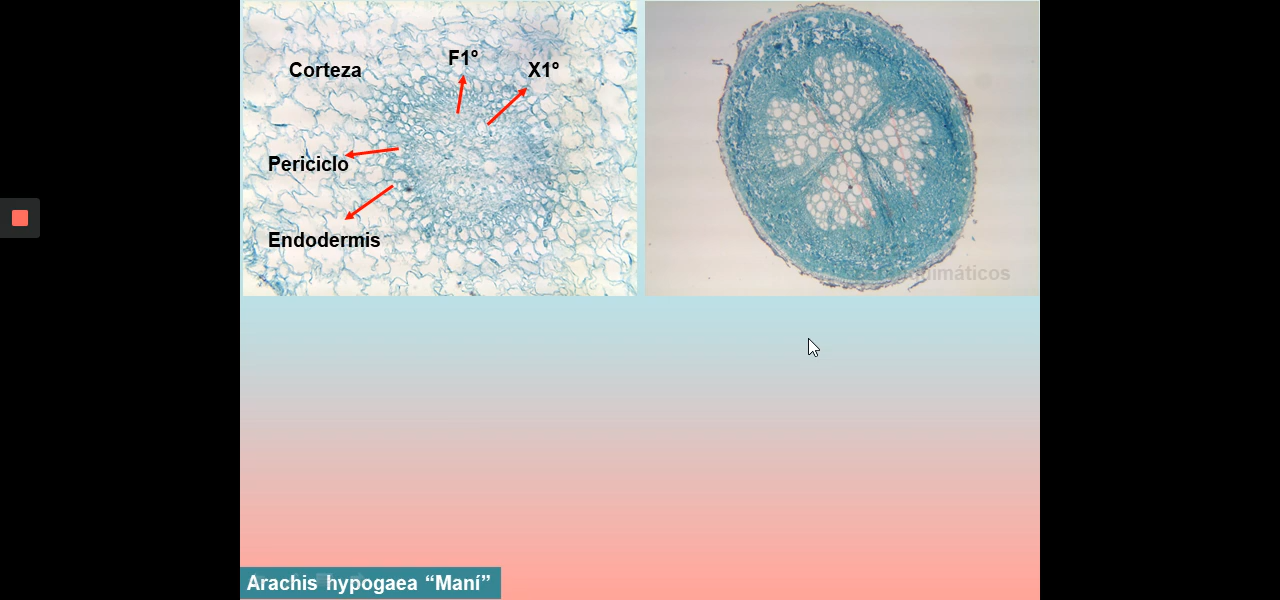 Corteza
F1°
X1°
Periciclo
Endodermis
Arachis hypogaea “Maní”